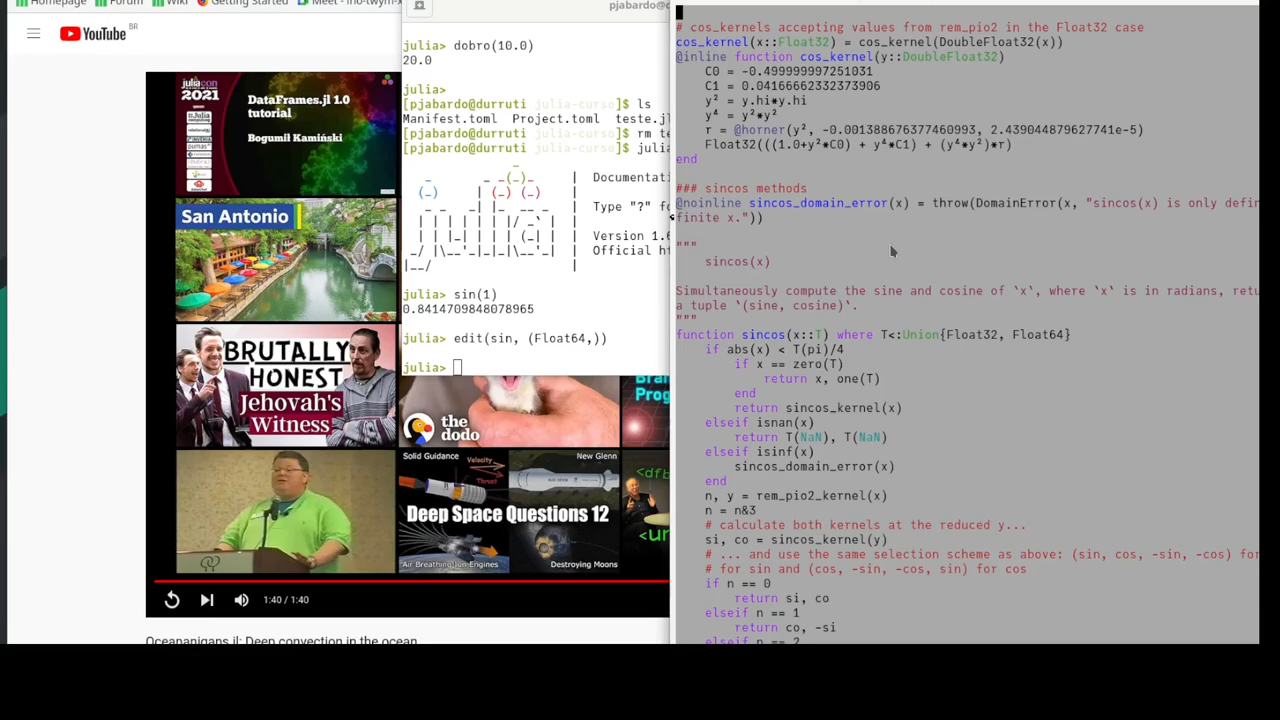 Homepage Forum Wiki Getting Started
YouTube BR
juliacon
2021
DataFrames.jl 1.0
tutorial
Bogumił Kamiński
San Antonio
BRUTALLY
HONEST
Jehovah's
Witness
the
dodo
Solid Guidance
Velocity
Thrust
New Glenn
Deep Space Questions 12
Air Breathing Ion Engines
Destroying Moons
1:40 / 1:40
Oceananigans.jl: Deep convection in the ocean
pjabardo@d
julia> dobro(10.0)
20.0
julia>
[pjabardo@durruti julia-curso]$ ls
Manifest.toml Project.toml teste.jl
[pjabardo@durruti julia-curso]$ rm te
[pjabardo@durruti julia-curso]$ julia
Documentati
Type "?" fo
Version 1.6
Official ht
julia> sin(1)
0.8414709848078965
julia> edit(sin, (Float64,))
julia>
# cos_kernels accepting values from rem_pio2 in the Float32 case
cos_kernel(x::Float32) = cos_kernel(DoubleFloat32(x))
@inline function cos_kernel(y::DoubleFloat32)
C0 = -0.499999997251031
C1 = 0.04166662332373906
y² = y.hi*y.hi
y⁴ = y²*y²
r = @horner(y², -0.001388676377460993, 2.439044879627741e-5)
Float32(((1.0+y²*C0) + y⁴*C1) + (y⁴*y²)*r)
end
### sincos methods
@noinline sincos_domain_error(x) = throw(DomainError(x, "sincos(x) is only defin
finite x."))
"""
sincos(x)
Simultaneously compute the sine and cosine of `x`, where `x` is in radians, retu
a tuple `(sine, cosine)`.
"""
function sincos(x::T) where T<:Union{Float32, Float64}
if abs(x) < T(pi)/4
if x == zero(T)
return x, one(T)
end
return sincos_kernel(x)
elseif isnan(x)
return T(NaN), T(NaN)
elseif isinf(x)
sincos_domain_error(x)
end
n, y = rem_pio2_kernel(x)
n = n&3
# calculate both kernels at the reduced y...
si, co = sincos_kernel(y)
# ... and use the same selection scheme as above: (sin, cos, -sin, -cos) for
# for sin and (cos, -sin, -cos, sin) for cos
if n == 0
return si, co
elseif n == 1
return co, -si
elseif n == 2